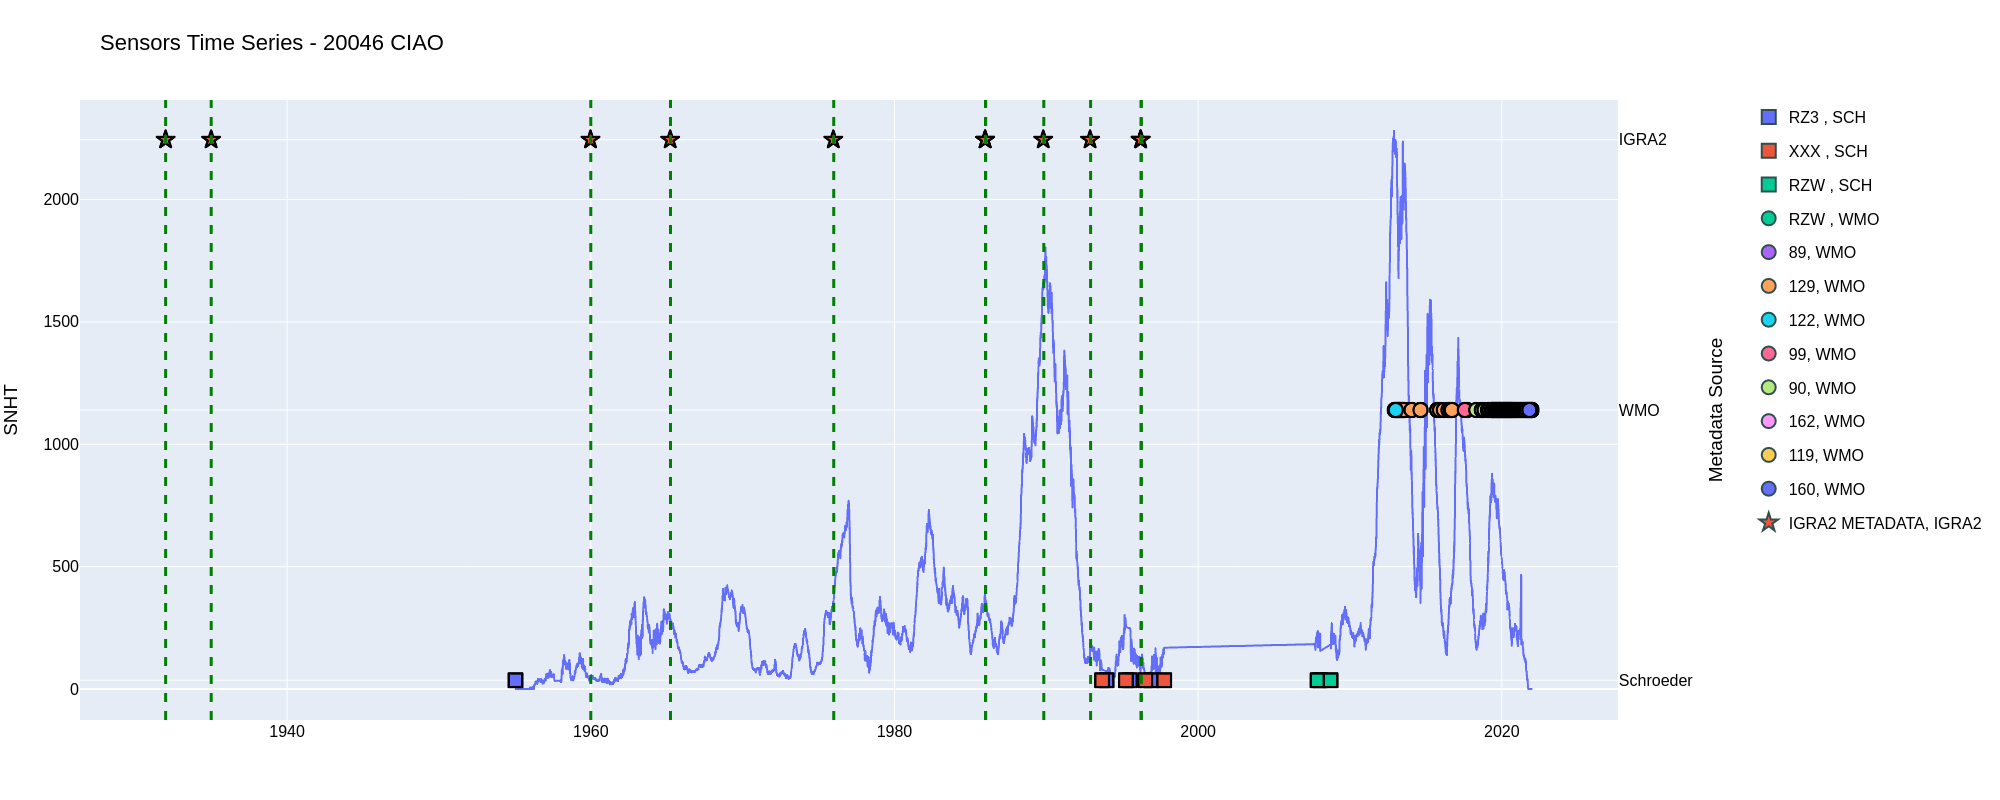 Sensors Time Series - 20046 CIAO
SNHT
2000
1500
1000
500
0
1940
1960
1980
2000
2020
IGRA2
WMO
Schroeder
Metadata Source
RZ3 , SCH
XXX , SCH
RZW , SCH
RZW , WMO
89, WMO
129, WMO
122, WMO
99, WMO
90, WMO
162, WMO
119, WMO
160, WMO
IGRA2 METADATA, IGRA2